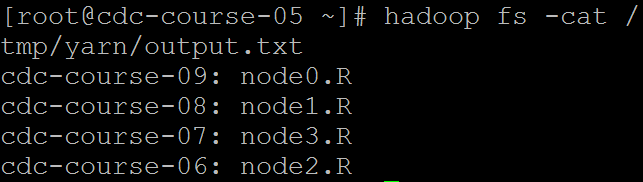 [root@cdc-course-05 ~]# hadoop fs -cat /
tmp/yarn/output.txt
cdc-course-09: node0.R
cdc-course-08: node1.R
cdc-course-07: node3.R
cdc-course-06: node2.R